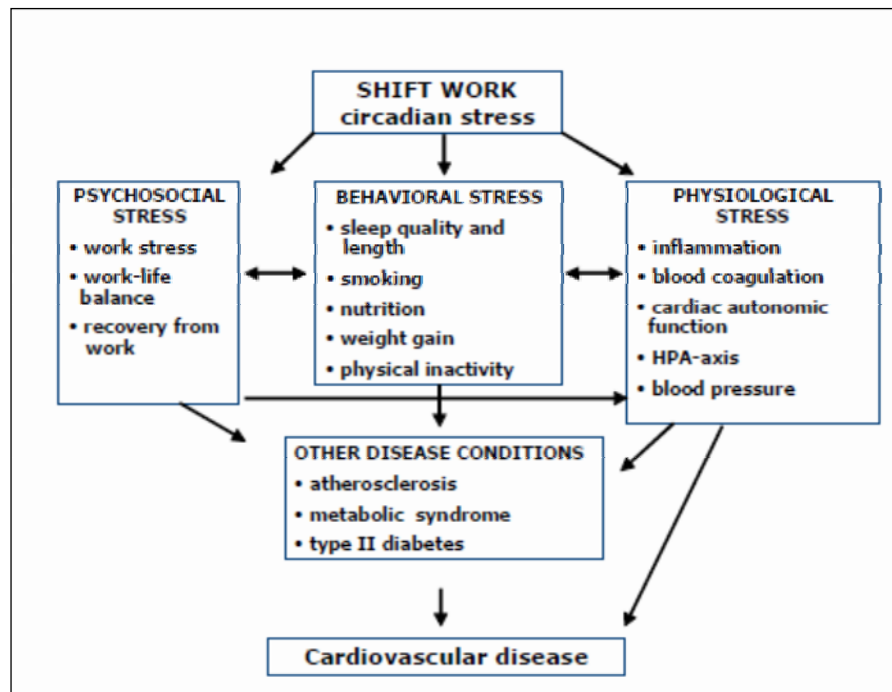 SHIFT WORK
circadian stress
PSYCHOSOCIAL
STRESS
• work stress
• work-life
balance
• recovery from
work
BEHAVIORAL STRESS
• sleep quality and
length
• smoking
• nutrition
• weight gain
• physical inactivity
PHYSIOLOGICAL
STRESS
• inflammation
• blood coagulation
• cardiac autonomic
function
• HPA-axis
• blood pressure
OTHER DISEASE CONDITIONS
• atherosclerosis
• metabolic syndrome
• type II diabetes
Cardiovascular disease